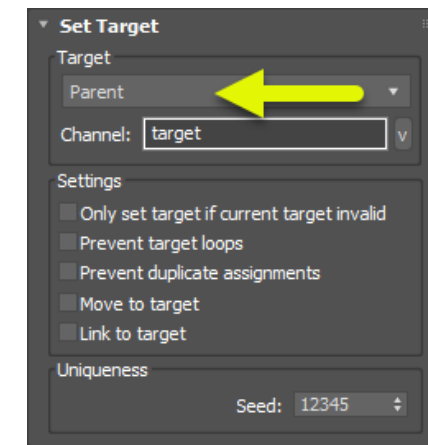 Set Target
Target
Parent
Channel: target v
Settings
Only set target if current target invalid
Prevent target loops
Prevent duplicate assignments
Move to target
Link to target
Uniqueness
Seed: 12345